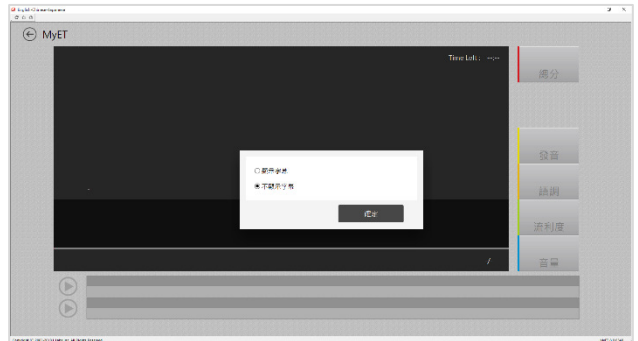 MyET
Time Left : --:--
總分
發音
語調
流利度
音量
顯示字幕
不顯示字幕
確定
/